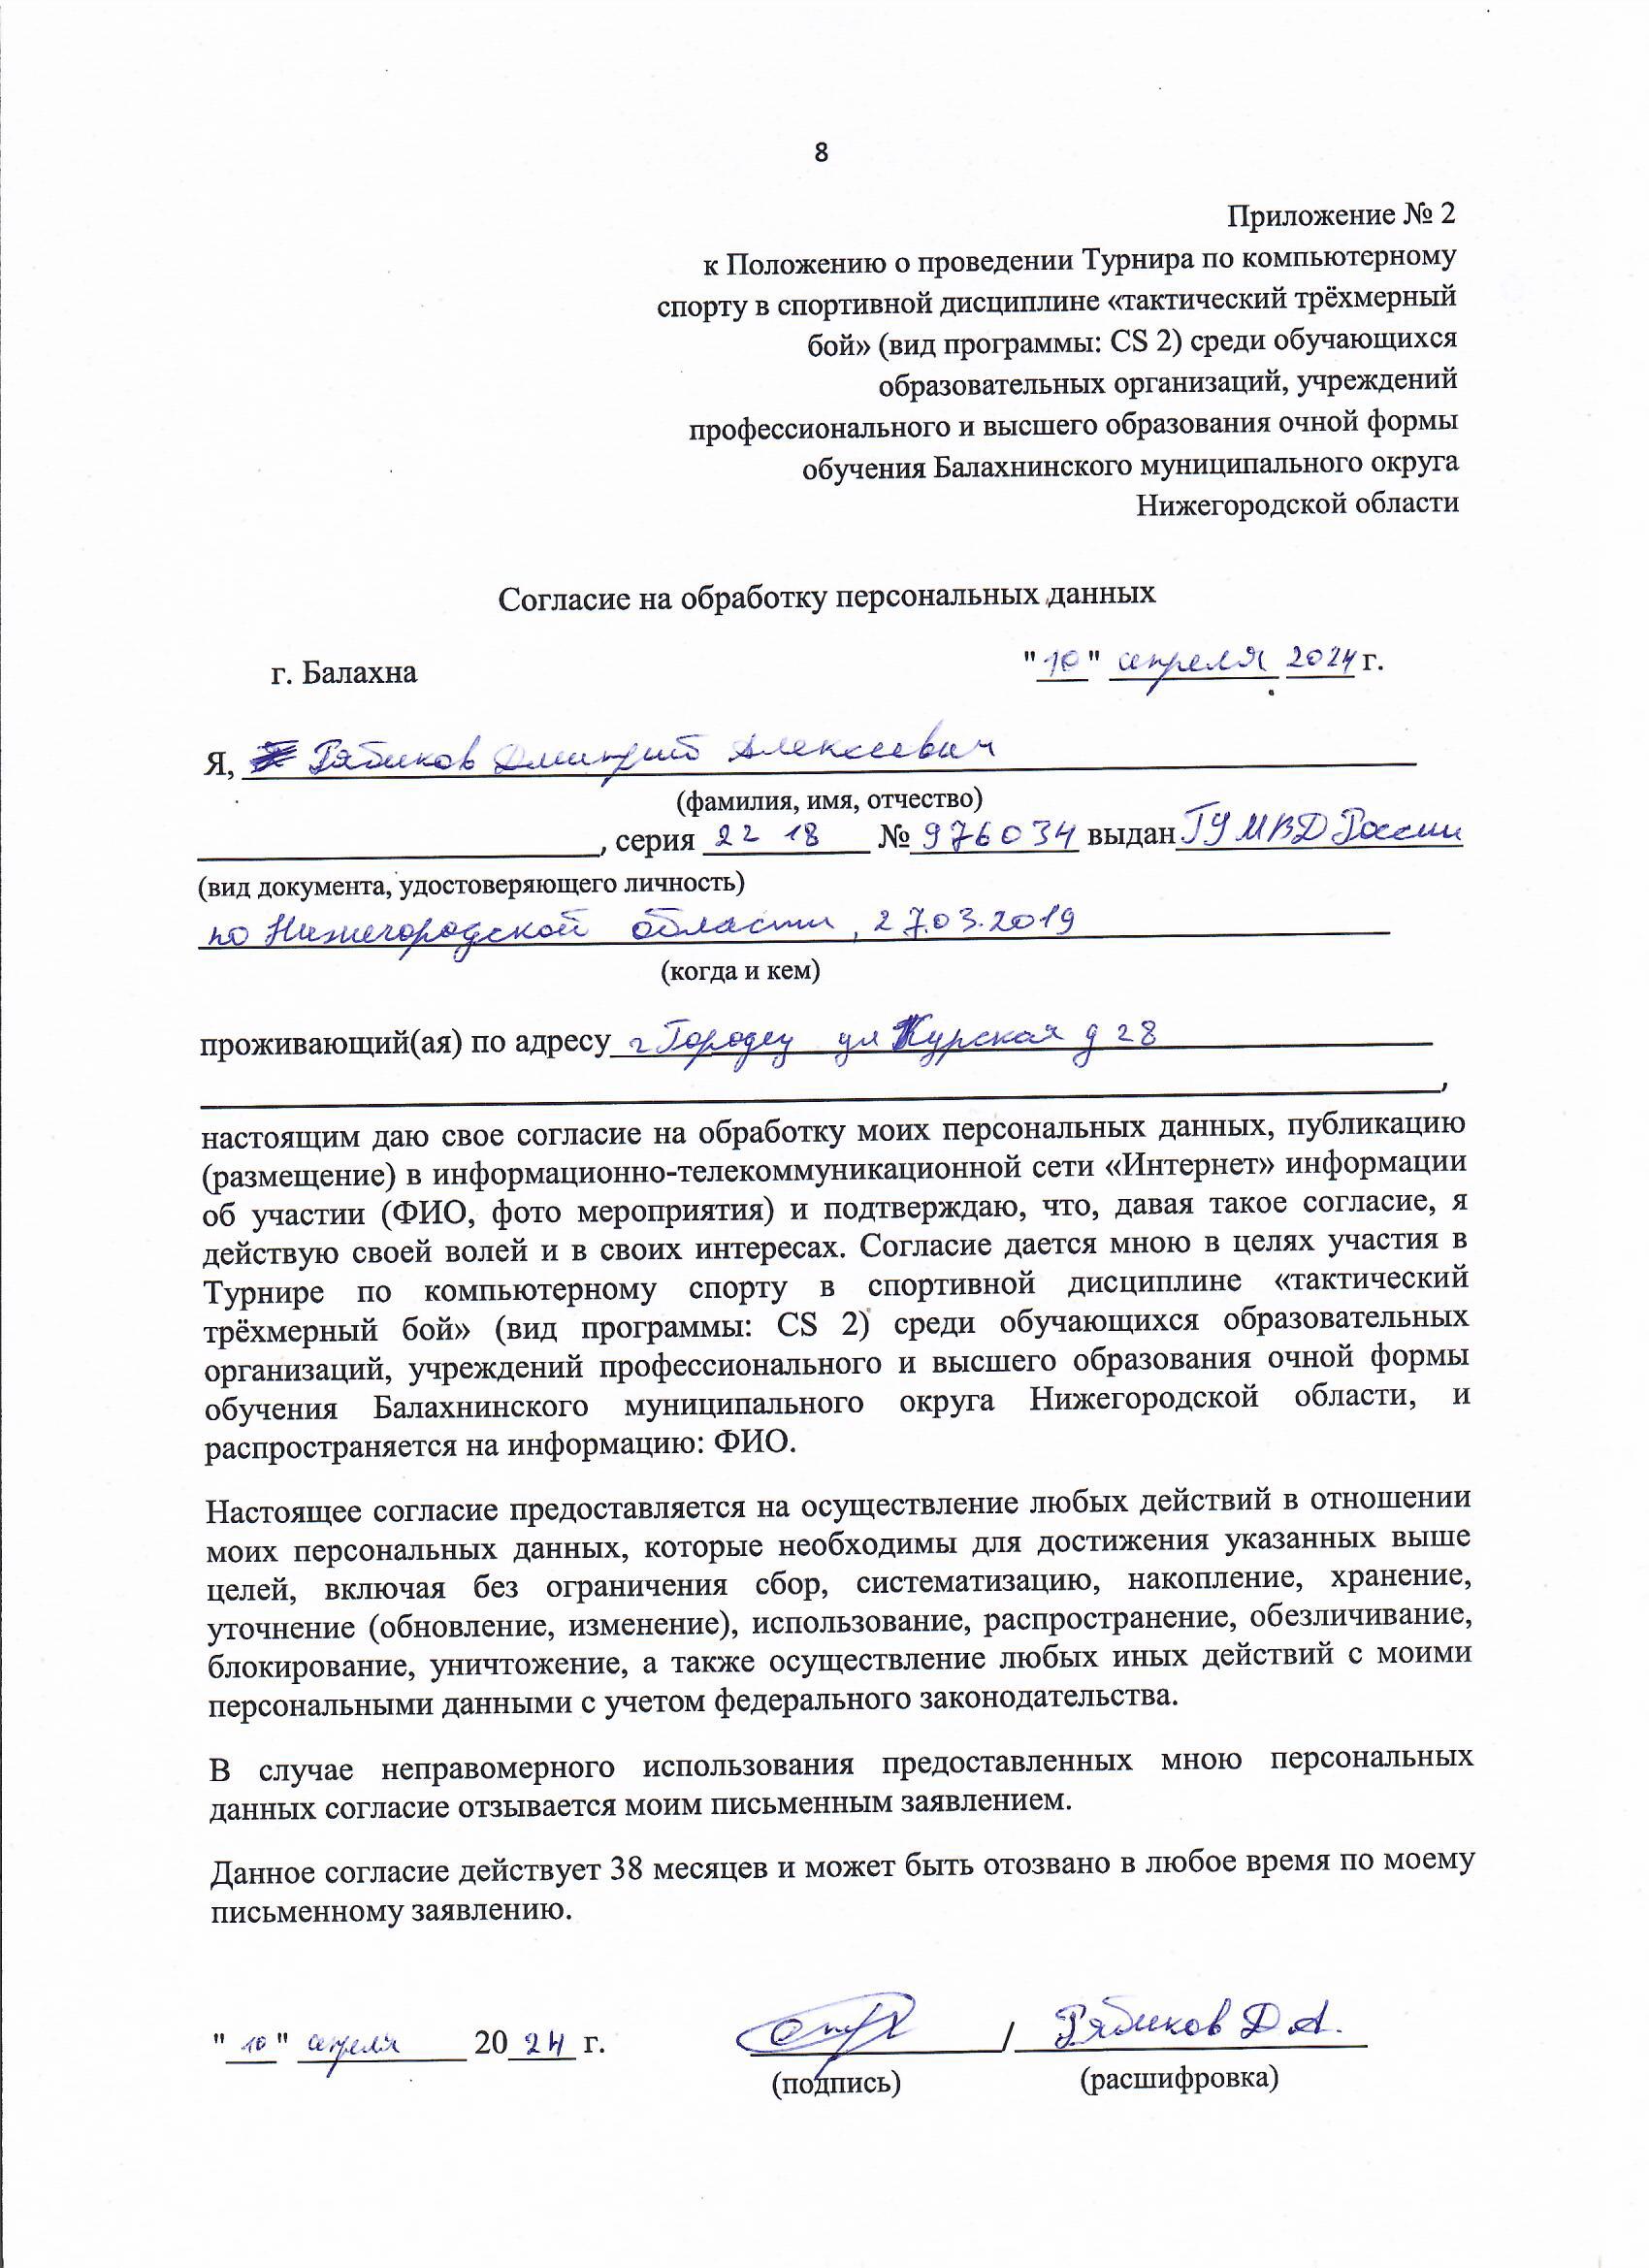 8
Приложение № 2
к Положению о проведении Турнира по компьютерному
спорту в спортивной дисциплине «тактический трёхмерный
бой» (вид программы: CS 2) среди обучающихся
образовательных организаций, учреждений
профессионального и высшего образования очной формы
обучения Балахнинского муниципального округа
Нижегородской области
Согласие на обработку персональных данных
г. Балахна "10" апреля 2024 г.
Я, Рябиков Дмитрий Алексеевич
(фамилия, имя, отчество)
, серия 22 18 № 976034 выдан ГУ МВД России
(вид документа, удостоверяющего личность)
по Нижегородской области, 27.03.2019
(когда и кем)
проживающий(ая) по адресу г Городец ул Курская д 28
,
настоящим даю свое согласие на обработку моих персональных данных, публикацию
(размещение) в информационно-телекоммуникационной сети «Интернет» информации
об участии (ФИО, фото мероприятия) и подтверждаю, что, давая такое согласие, я
действую своей волей и в своих интересах. Согласие дается мною в целях участия в
Турнире по компьютерному спорту в спортивной дисциплине «тактический
трёхмерный бой» (вид программы: CS 2) среди обучающихся образовательных
организаций, учреждений профессионального и высшего образования очной формы
обучения Балахнинского муниципального округа Нижегородской области, и
распространяется на информацию: ФИО.
Настоящее согласие предоставляется на осуществление любых действий в отношении
моих персональных данных, которые необходимы для достижения указанных выше
целей, включая без ограничения сбор, систематизацию, накопление, хранение,
уточнение (обновление, изменение), использование, распространение, обезличивание,
блокирование, уничтожение, а также осуществление любых иных действий с моими
персональными данными с учетом федерального законодательства.
В случае неправомерного использования предоставленных мною персональных
данных согласие отзывается моим письменным заявлением.
Данное согласие действует 38 месяцев и может быть отозвано в любое время по моему
письменному заявлению.
"10" апреля 2024 г. / Рябиков Д.А.
(подпись) (расшифровка)